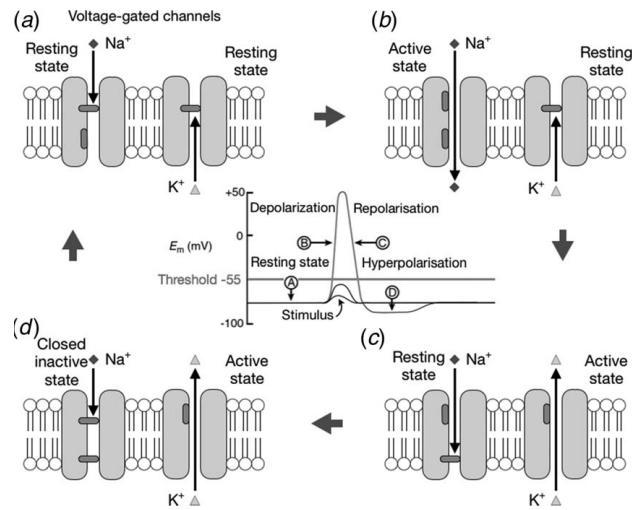 (a)
Voltage-gated channels
Resting
state
Na+
Resting
state
K+
(b)
Active
state
Na+
Resting
state
K+
+50
Depolarization
Repolarisation
B
C
Em (mV)
0
Resting state
Hyperpolarisation
Threshold -55
A
D
Stimulus
-100
(d)
Closed
inactive
state
Na+
Active
state
K+
(c)
Resting
state
Na+
Active
state
K+